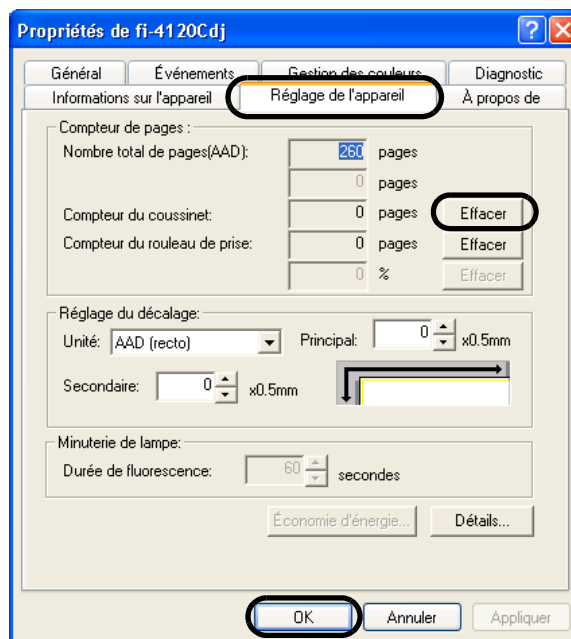 Propriétés de fi-4120Cdj
Général Événements Gestion des couleurs Diagnostic
Informations sur l'appareil Réglage de l'appareil À propos de
Compteur de pages :
Nombre total de pages(AAD): 260 pages
0 pages
Compteur du coussinet: 0 pages Effacer
Compteur du rouleau de prise: 0 pages Effacer
0 % Effacer
Réglage du décalage:
Unité: AAD (recto) Principal: 0 x0.5mm
Secondaire: 0 x0.5mm
Minuterie de lampe:
Durée de fluorescence: 60 secondes
Économie d'énergie... Détails...
OK Annuler Appliquer